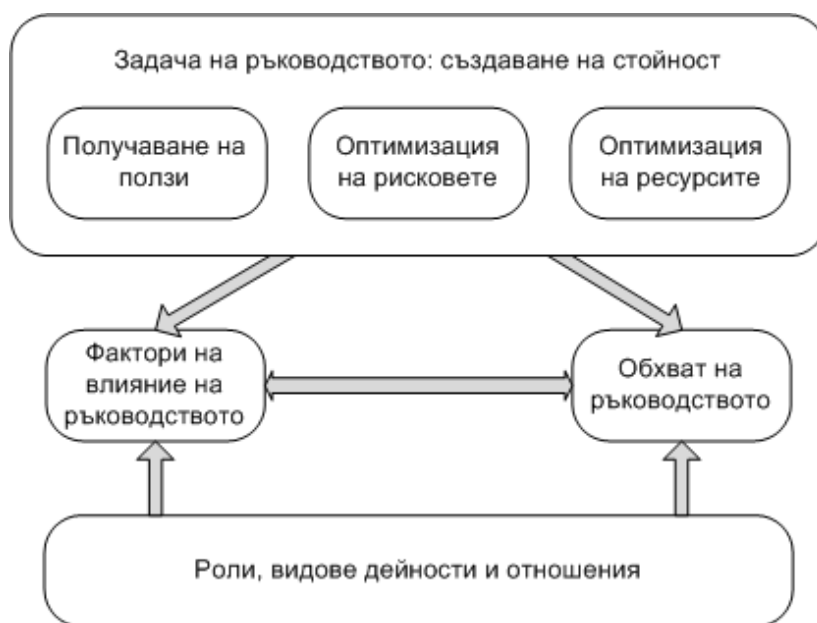 Задача на ръководството: създаване на стойност
Получаване на
ползи
Оптимизация
на рисковете
Оптимизация
на ресурсите
Фактори на
влияние на
ръководството
Обхват на
ръководството
Роли, видове дейности и отношения